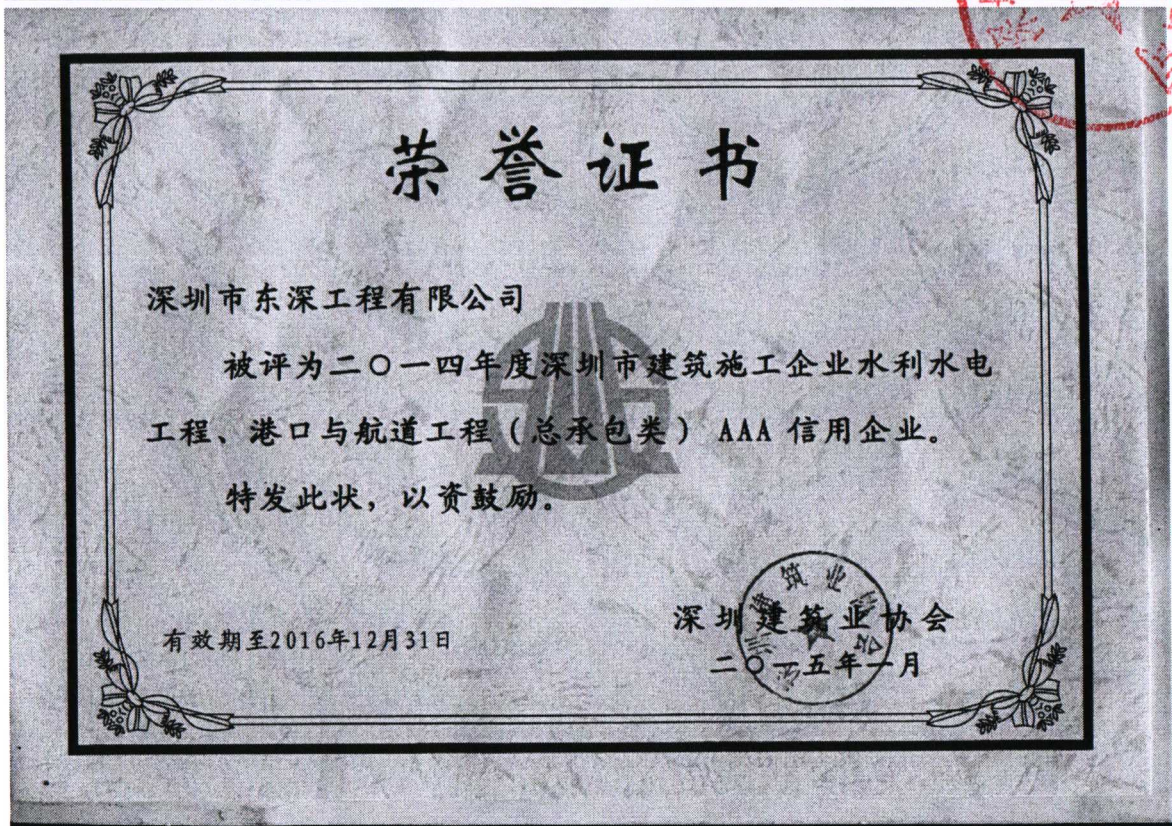 荣誉证书
深圳市东深工程有限公司
被评为二〇一四年度深圳市建筑施工企业水利水电
工程、港口与航道工程（总承包类） AAA 信用企业。
特发此状，以资鼓励。
深圳建筑业协会
有效期至2016年12月31日
二〇一五年一月